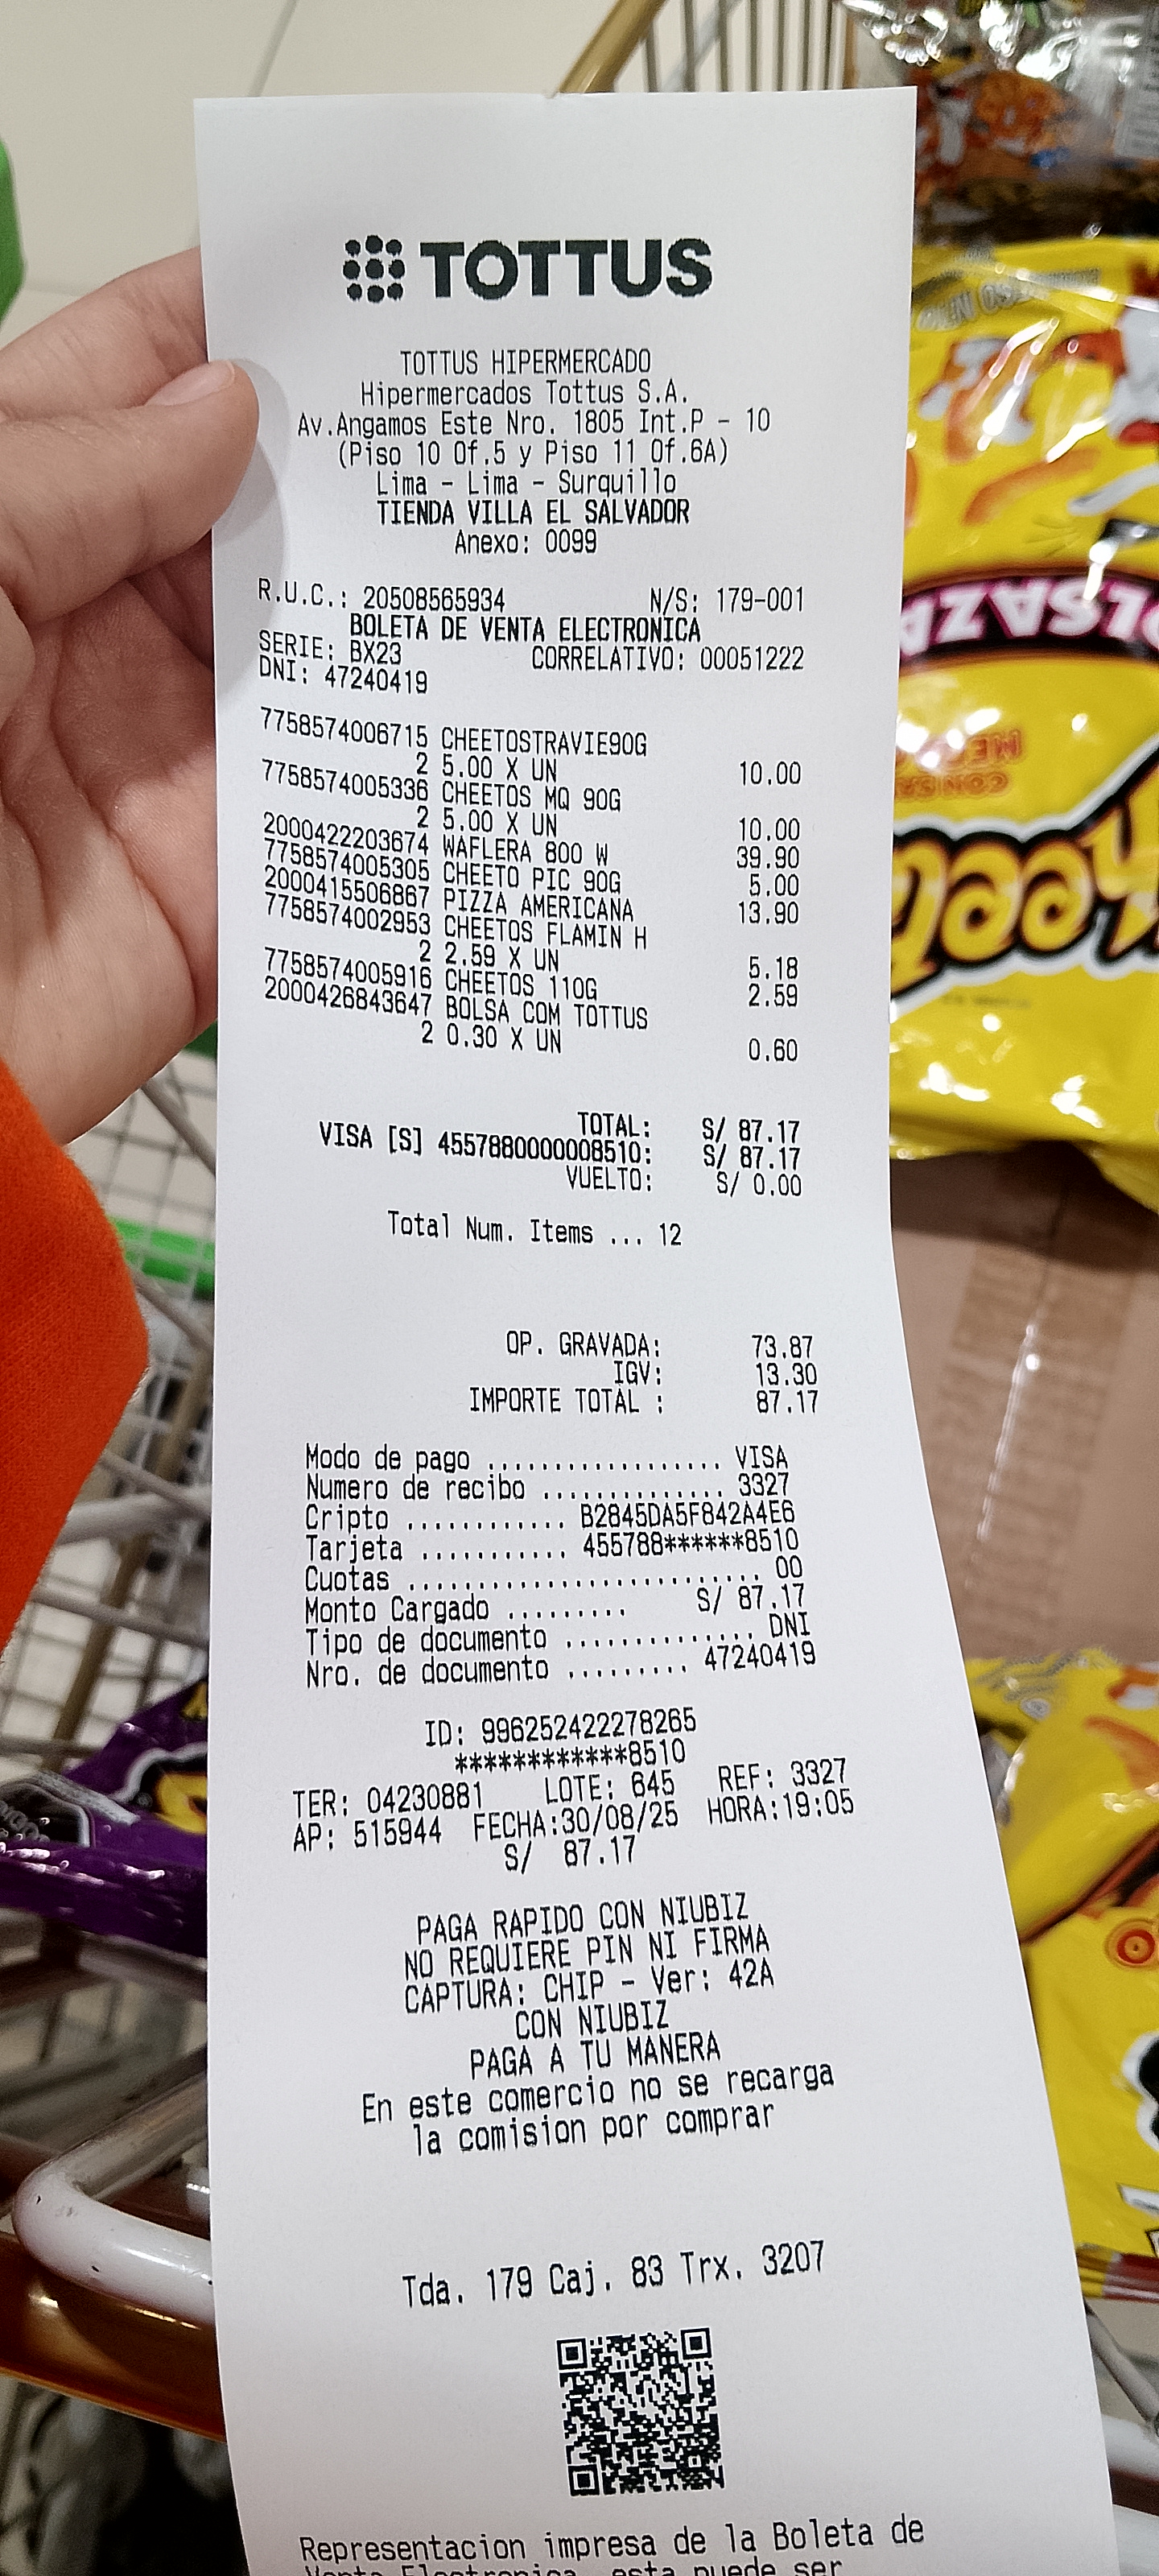 TOTTUS
TOTTUS HIPERMERCADO
Hipermercados Tottus S.A.
Av.Angamos Este Nro. 1805 Int.P - 10
(Piso 10 Of.5 y Piso 11 Of.6A)
Lima - Lima - Surquillo
TIENDA VILLA EL SALVADOR
Anexo: 0099
R.U.C.: 20508565934 N/S: 179-001
BOLETA DE VENTA ELECTRONICA
SERIE: BX23 CORRELATIVO: 00051222
DNI: 47240419
7758574006715 CHEETOSTRAVIE90G
2 5.00 X UN 10.00
7758574005336 CHEETOS MQ 90G
2 5.00 X UN 10.00
2000422203674 WAFLERA 800 W 39.90
7758574005305 CHEETO PIC 90G 5.00
2000415506867 PIZZA AMERICANA 13.90
7758574002953 CHEETOS FLAMIN H
2 2.59 X UN 5.18
7758574005916 CHEETOS 110G 2.59
2000426843647 BOLSA COM TOTTUS
2 0.30 X UN 0.60
TOTAL: S/ 87.17
VISA [S] 4557880000008510: S/ 87.17
VUELTO: S/ 0.00
Total Num. Items ... 12
OP. GRAVADA: 73.87
IGV: 13.30
IMPORTE TOTAL : 87.17
Modo de pago .................. VISA
Numero de recibo .............. 3327
Cripto ............ B2845DA5F842A4E6
Tarjeta ........... 455788******8510
Cuotas ........................... 00
Monto Cargado ......... S/ 87.17
Tipo de documento .............. DNI
Nro. de documento ......... 47240419
ID: 996252422278265
************8510
TER: 04230881 LOTE: 645 REF: 3327
AP: 515944 FECHA:30/08/25 HORA:19:05
S/ 87.17
PAGA RAPIDO CON NIUBIZ
NO REQUIERE PIN NI FIRMA
CAPTURA: CHIP - Ver: 42A
CON NIUBIZ
PAGA A TU MANERA
En este comercio no se recarga
la comision por comprar
Tda. 179 Caj. 83 Trx. 3207
Representacion impresa de la Boleta de
Venta Electronica, esta puede ser